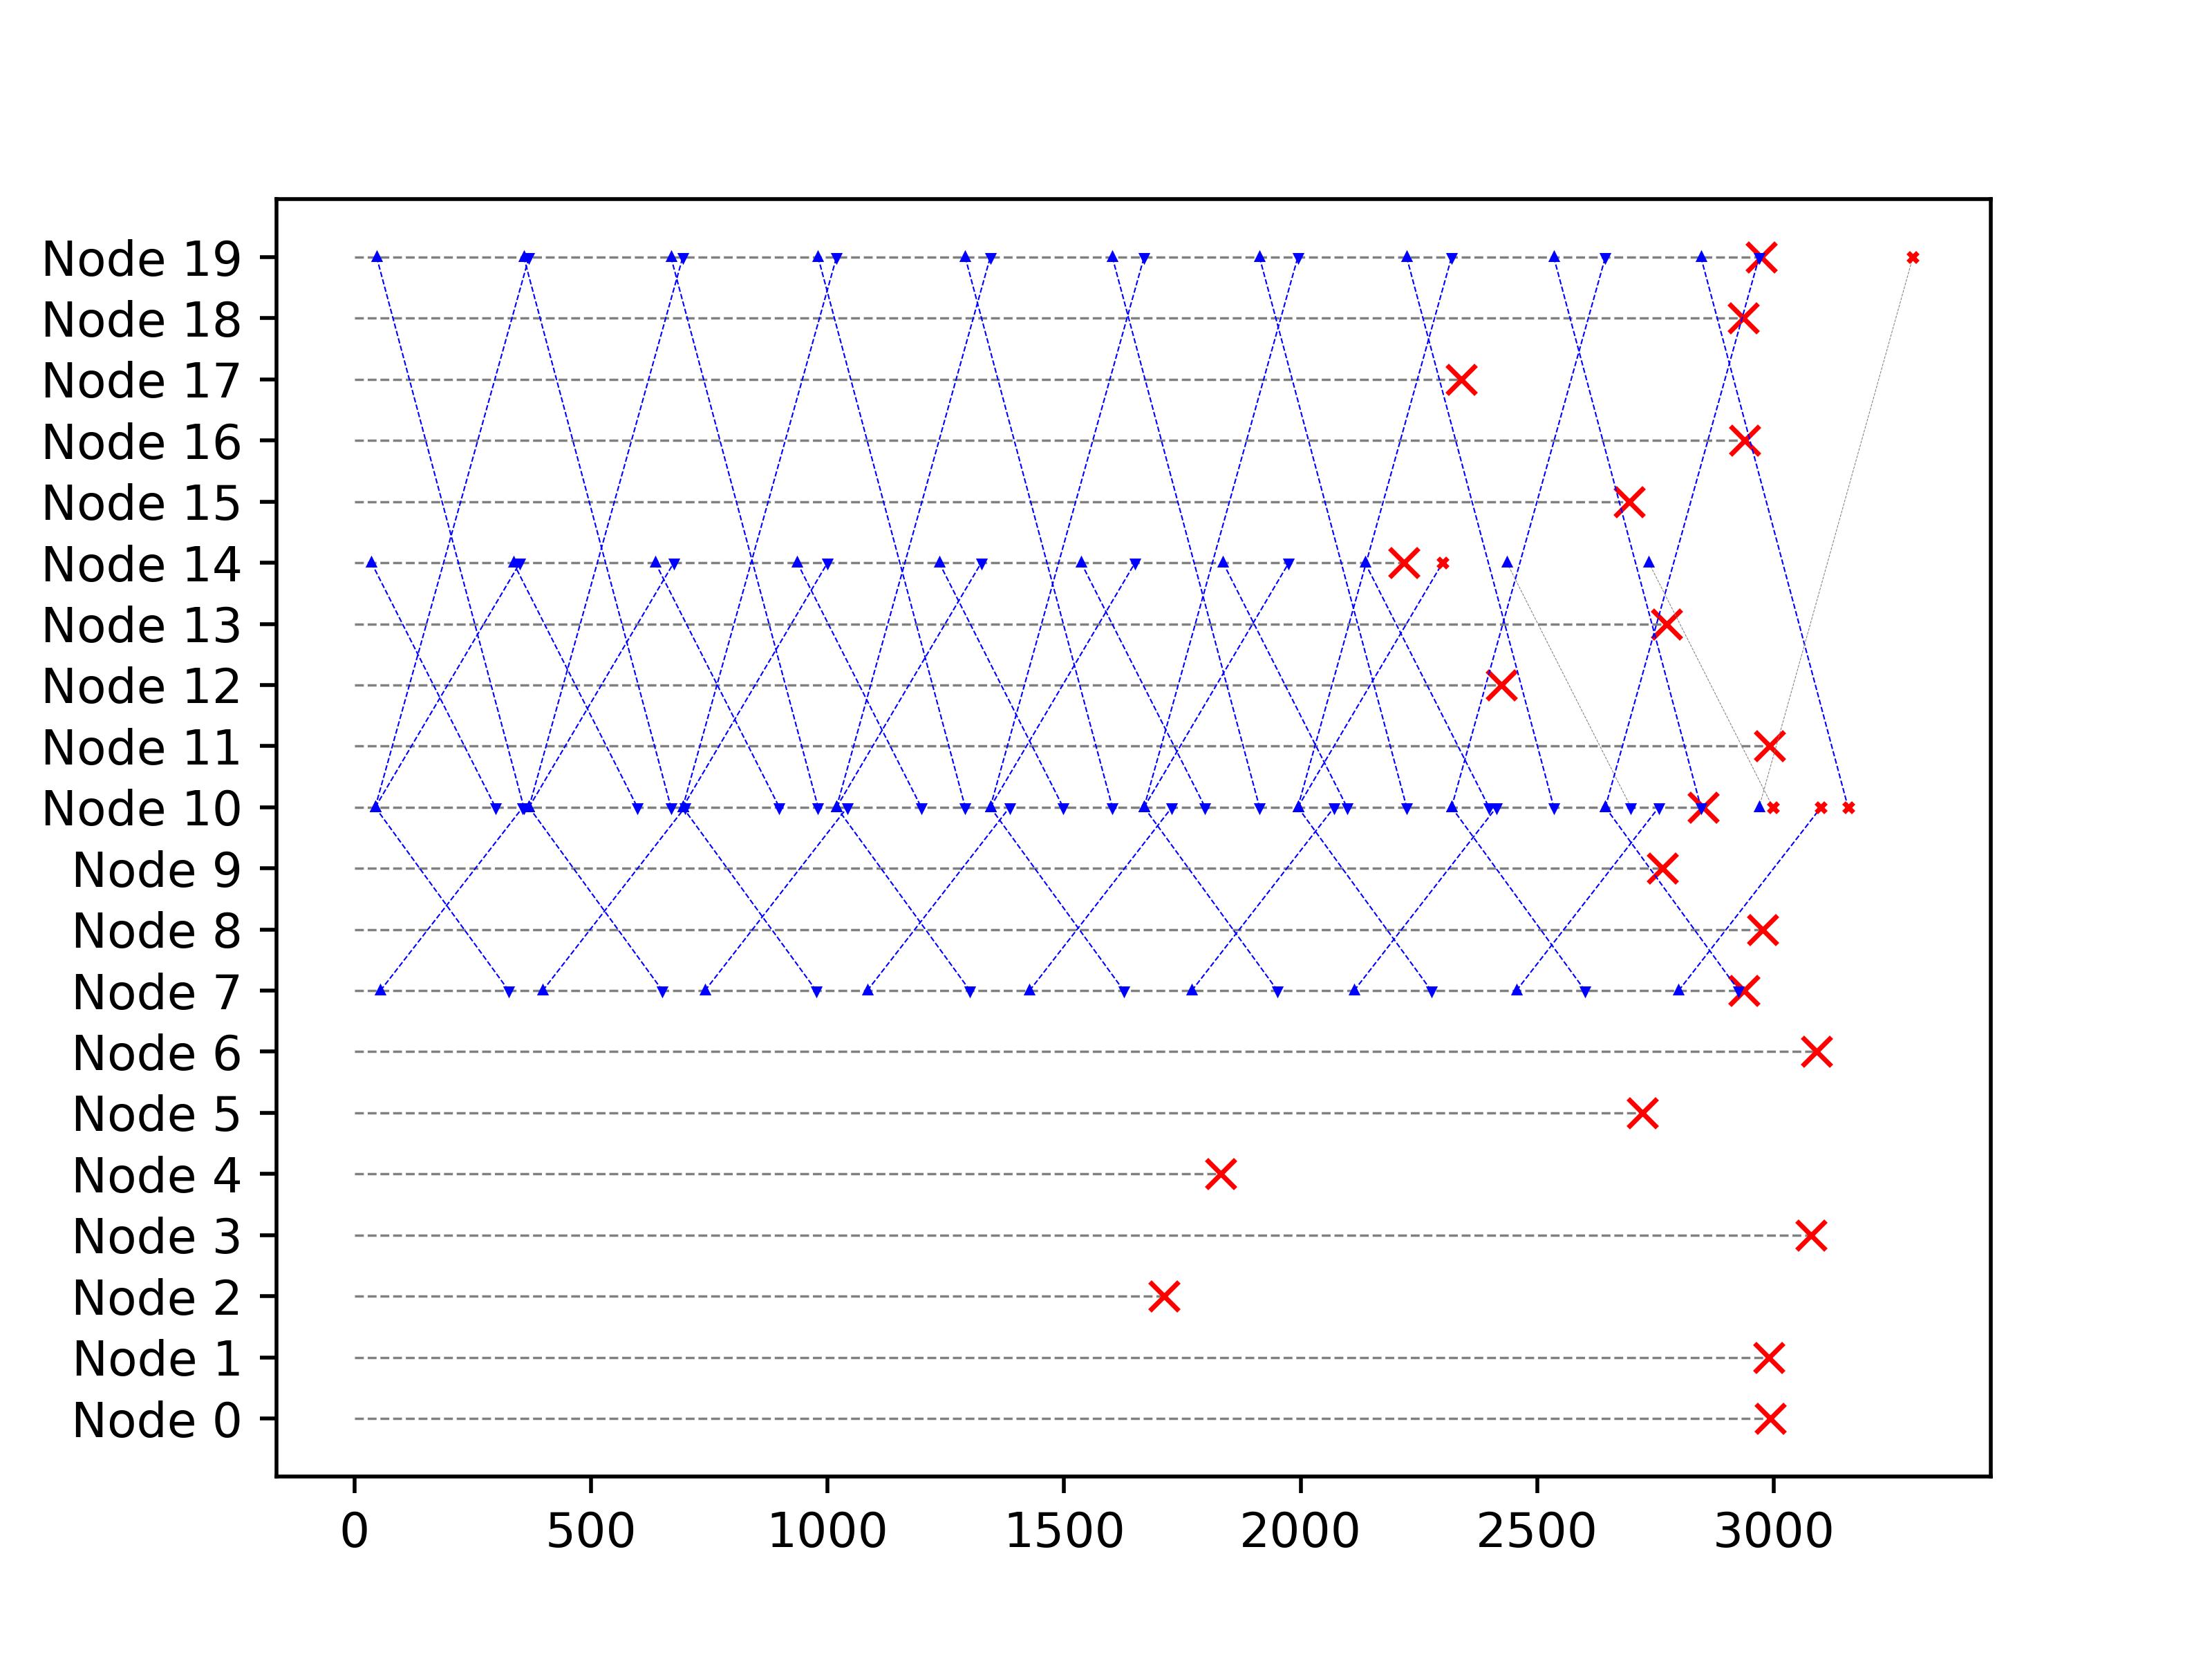 Node 19
Node 18
Node 17
Node 16
Node 15
Node 14
Node 13
Node 12
Node 11
Node 10
Node 9
Node 8
Node 7
Node 6
Node 5
Node 4
Node 3
Node 2
Node 1
Node 0
0 500 1000 1500 2000 2500 3000